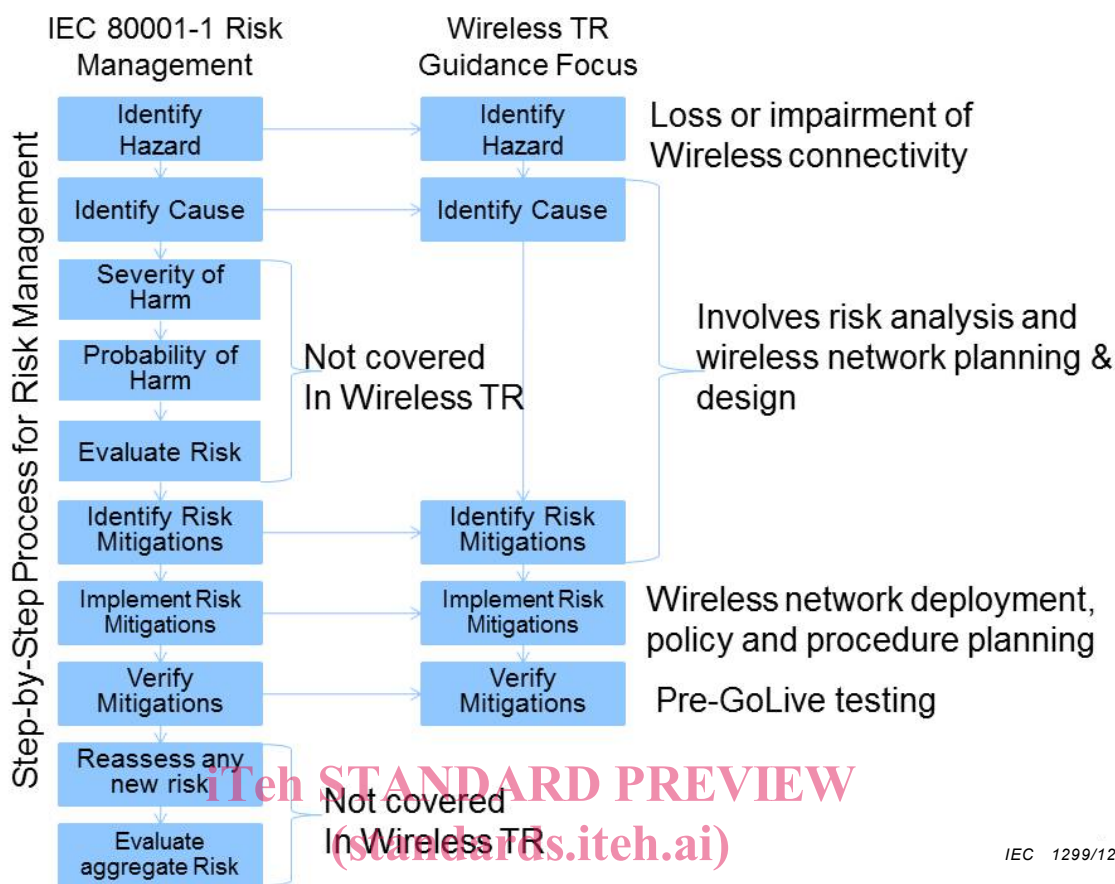 IEC 80001-1 Risk
Management
Wireless TR
Guidance Focus
Step-by-Step Process for Risk Management
Identify
Hazard
Identify
Hazard
Loss or impairment of
Wireless connectivity
Identify Cause
Identify Cause
Severity of
Harm
Probability of
Harm
Evaluate Risk
Not covered
In Wireless TR
Involves risk analysis and
wireless network planning &
design
Identify Risk
Mitigations
Identify Risk
Mitigations
Implement Risk
Mitigations
Implement Risk
Mitigations
Wireless network deployment,
policy and procedure planning
Verify
Mitigations
Verify
Mitigations
Pre-GoLive testing
Reassess any
new risk
Evaluate
aggregate Risk
Not covered
In Wireless TR
iTeh STANDARD PREVIEW
(standards.iteh.ai)
IEC 1299/12